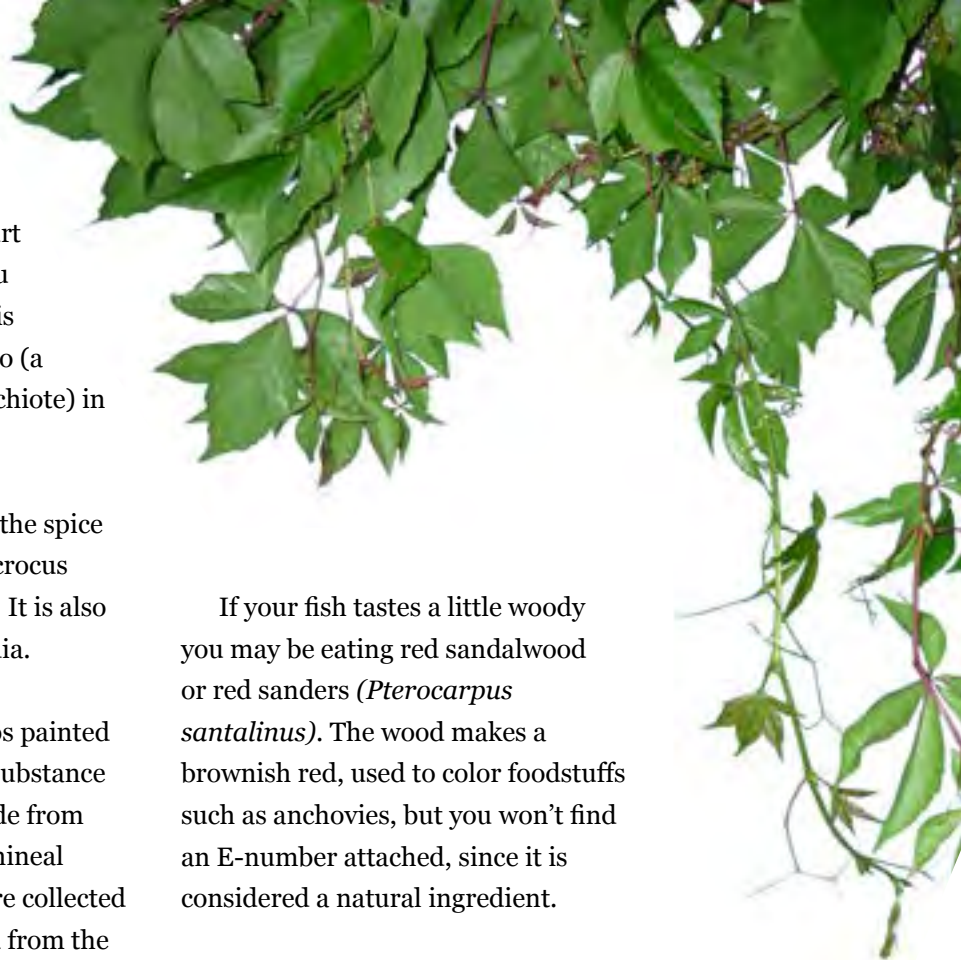 rt
u
is
o (a
chiote) in
the spice
crocus
It is also
ia.
os painted
ubstance
de from
hineal
re collected
from the
If your fish tastes a little woody
you may be eating red sandalwood
or red sanders (Pterocarpus
santalinus). The wood makes a
brownish red, used to color foodstuffs
such as anchovies, but you won’t find
an E-number attached, since it is
considered a natural ingredient.